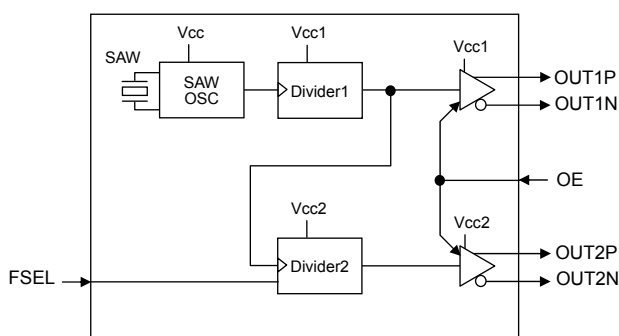 Vcc
Vcc1
Vcc1
SAW
SAW
OSC
Divider1
OUT1P
OUT1N
OE
Vcc2
Vcc2
Divider2
OUT2P
OUT2N
FSEL